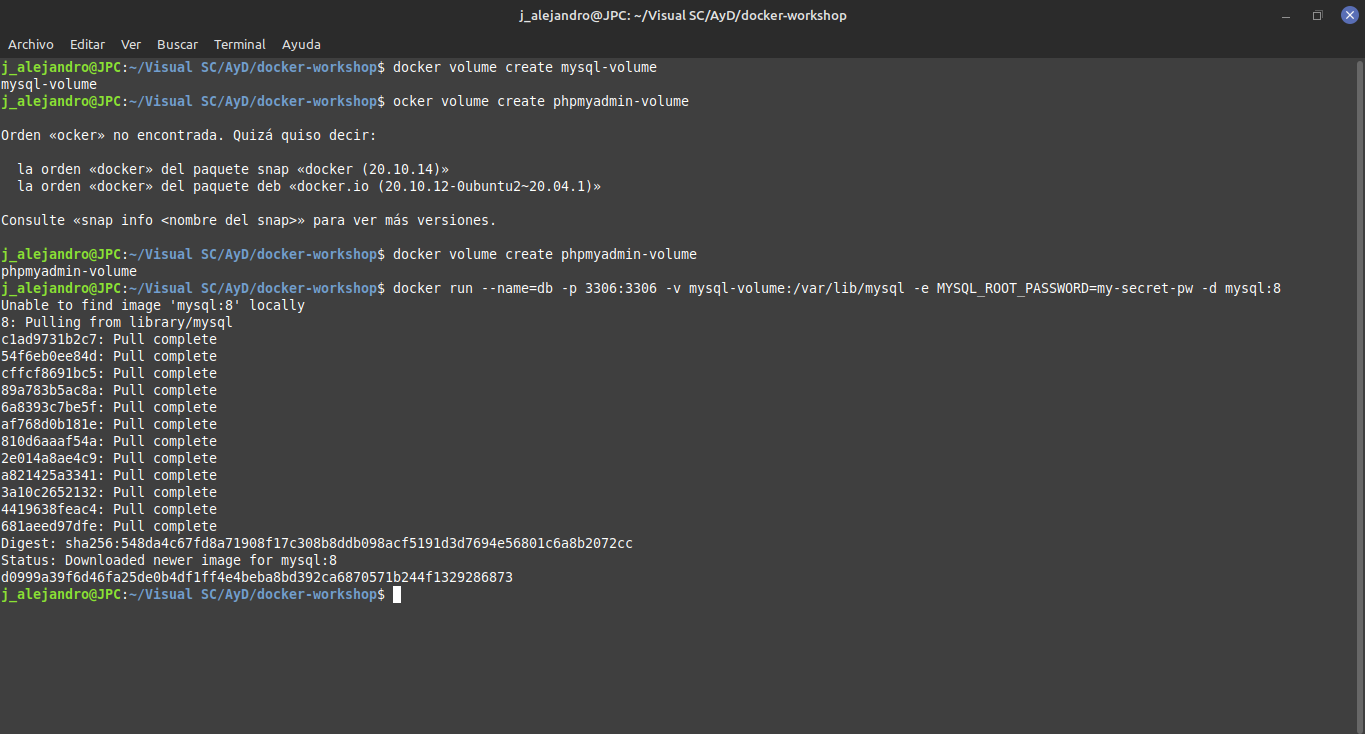 j_alejandro@JPC: ~/Visual SC/AyD/docker-workshop
Archivo Editar Ver Buscar Terminal Ayuda
j_alejandro@JPC:~/Visual SC/AyD/docker-workshop$ docker volume create mysql-volume
mysql-volume
j_alejandro@JPC:~/Visual SC/AyD/docker-workshop$ ocker volume create phpmyadmin-volume
Orden «ocker» no encontrada. Quizá quiso decir:
la orden «docker» del paquete snap «docker (20.10.14)»
la orden «docker» del paquete deb «docker.io (20.10.12-0ubuntu2~20.04.1)»
Consulte «snap info <nombre del snap>» para ver más versiones.
j_alejandro@JPC:~/Visual SC/AyD/docker-workshop$ docker volume create phpmyadmin-volume
phpmyadmin-volume
j_alejandro@JPC:~/Visual SC/AyD/docker-workshop$ docker run --name=db -p 3306:3306 -v mysql-volume:/var/lib/mysql -e MYSQL_ROOT_PASSWORD=my-secret-pw -d mysql:8
Unable to find image 'mysql:8' locally
8: Pulling from library/mysql
c1ad9731b2c7: Pull complete
54f6eb0ee84d: Pull complete
cffcf8691bc5: Pull complete
89a783b5ac8a: Pull complete
6a8393c7be5f: Pull complete
af768d0b181e: Pull complete
810d6aaaf54a: Pull complete
2e014a8ae4c9: Pull complete
a821425a3341: Pull complete
3a10c2652132: Pull complete
4419638feac4: Pull complete
681aeed97dfe: Pull complete
Digest: sha256:548da4c67fd8a71908f17c308b8ddb098acf5191d3d7694e56801c6a8b2072cc
Status: Downloaded newer image for mysql:8
d0999a39f6d46fa25de0b4df1ff4e4beba8bd392ca6870571b244f1329286873
j_alejandro@JPC:~/Visual SC/AyD/docker-workshop$